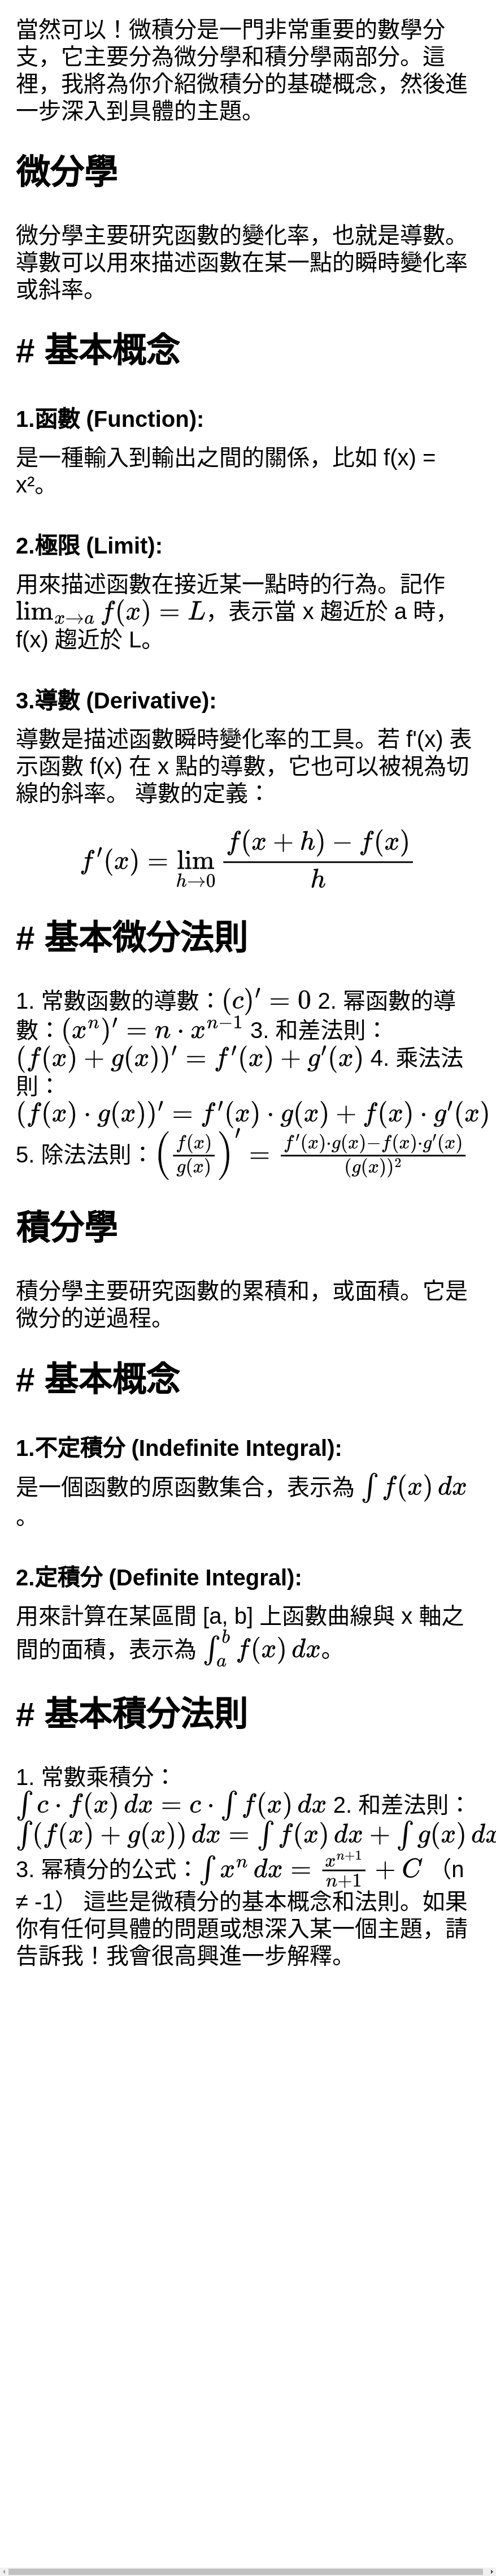 當然可以！微積分是一門非常重要的數學分
支，它主要分為微分學和積分學兩部分。這
裡，我將為你介紹微積分的基礎概念，然後進
一步深入到具體的主題。
微分學
微分學主要研究函數的變化率，也就是導數。
導數可以用來描述函數在某一點的瞬時變化率
或斜率。
# 基本概念
1.函數 (Function):
是一種輸入到輸出之間的關係，比如 f(x) =
x²。
2.極限 (Limit):
用來描述函數在接近某一點時的行為。記作
$\lim_{x \to a} f(x) = L$，表示當 x 趨近於 a 時，
f(x) 趨近於 L。
3.導數 (Derivative):
導數是描述函數瞬時變化率的工具。若 f'(x) 表
示函數 f(x) 在 x 點的導數，它也可以被視為切
線的斜率。 導數的定義：
$f'(x) = \lim_{h \to 0} \frac{f(x+h) - f(x)}{h}$
# 基本微分法則
1. 常數函數的導數：$(c)' = 0$ 2. 冪函數的導
數：$(x^n)' = n \cdot x^{n-1}$ 3. 和差法則：
$(f(x) + g(x))' = f'(x) + g'(x)$ 4. 乘法法
則：
$(f(x) \cdot g(x))' = f'(x) \cdot g(x) + f(x) \cdot g'(x)$
5. 除法法則：$\left(\frac{f(x)}{g(x)}\right)' = \frac{f'(x) \cdot g(x) - f(x) \cdot g'(x)}{(g(x))^2}$
積分學
積分學主要研究函數的累積和，或面積。它是
微分的逆過程。
# 基本概念
1.不定積分 (Indefinite Integral):
是一個函數的原函數集合，表示為 $\int f(x) \, dx$
。
2.定積分 (Definite Integral):
用來計算在某區間 [a, b] 上函數曲線與 x 軸之
間的面積，表示為 $\int_a^b f(x) \, dx$。
# 基本積分法則
1. 常數乘積分：
$\int c \cdot f(x) \, dx = c \cdot \int f(x) \, dx$ 2. 和差法則：
$\int (f(x) + g(x)) \, dx = \int f(x) \, dx + \int g(x) \, dx$
3. 冪積分的公式：$\int x^n \, dx = \frac{x^{n+1}}{n+1} + C$ （n
≠ -1） 這些是微積分的基本概念和法則。如果
你有任何具體的問題或想深入某一個主題，請
告訴我！我會很高興進一步解釋。